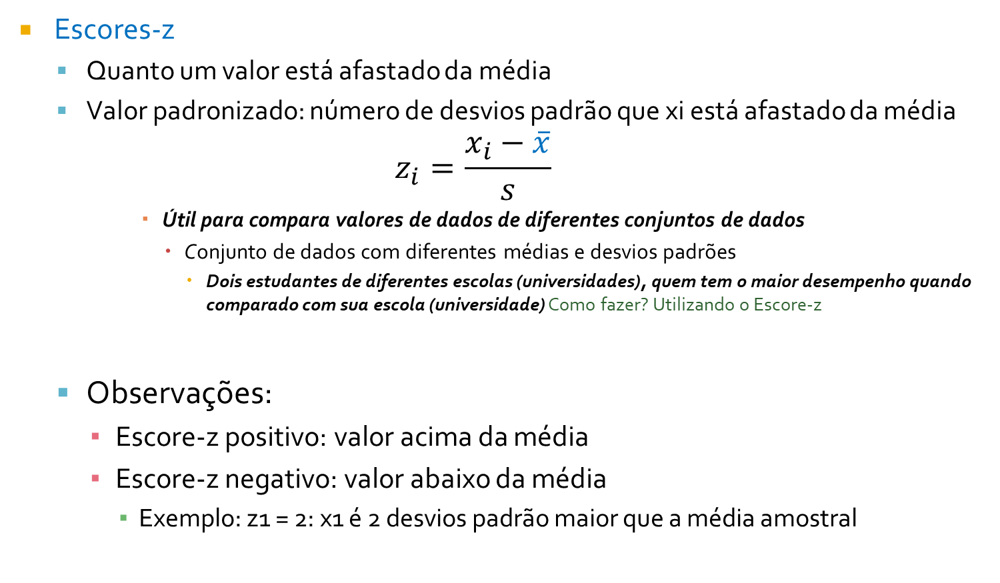 Escores-z
Quanto um valor está afastado da média
Valor padronizado: número de desvios padrão que xi está afastado da média
z_i = (x_i − x̄) / s
Útil para compara valores de dados de diferentes conjuntos de dados
Conjunto de dados com diferentes médias e desvios padrões
Dois estudantes de diferentes escolas (universidades), quem tem o maior desempenho quando
comparado com sua escola (universidade) Como fazer? Utilizando o Escore-z
Observações:
Escore-z positivo: valor acima da média
Escore-z negativo: valor abaixo da média
Exemplo: z1 = 2: x1 é 2 desvios padrão maior que a média amostral